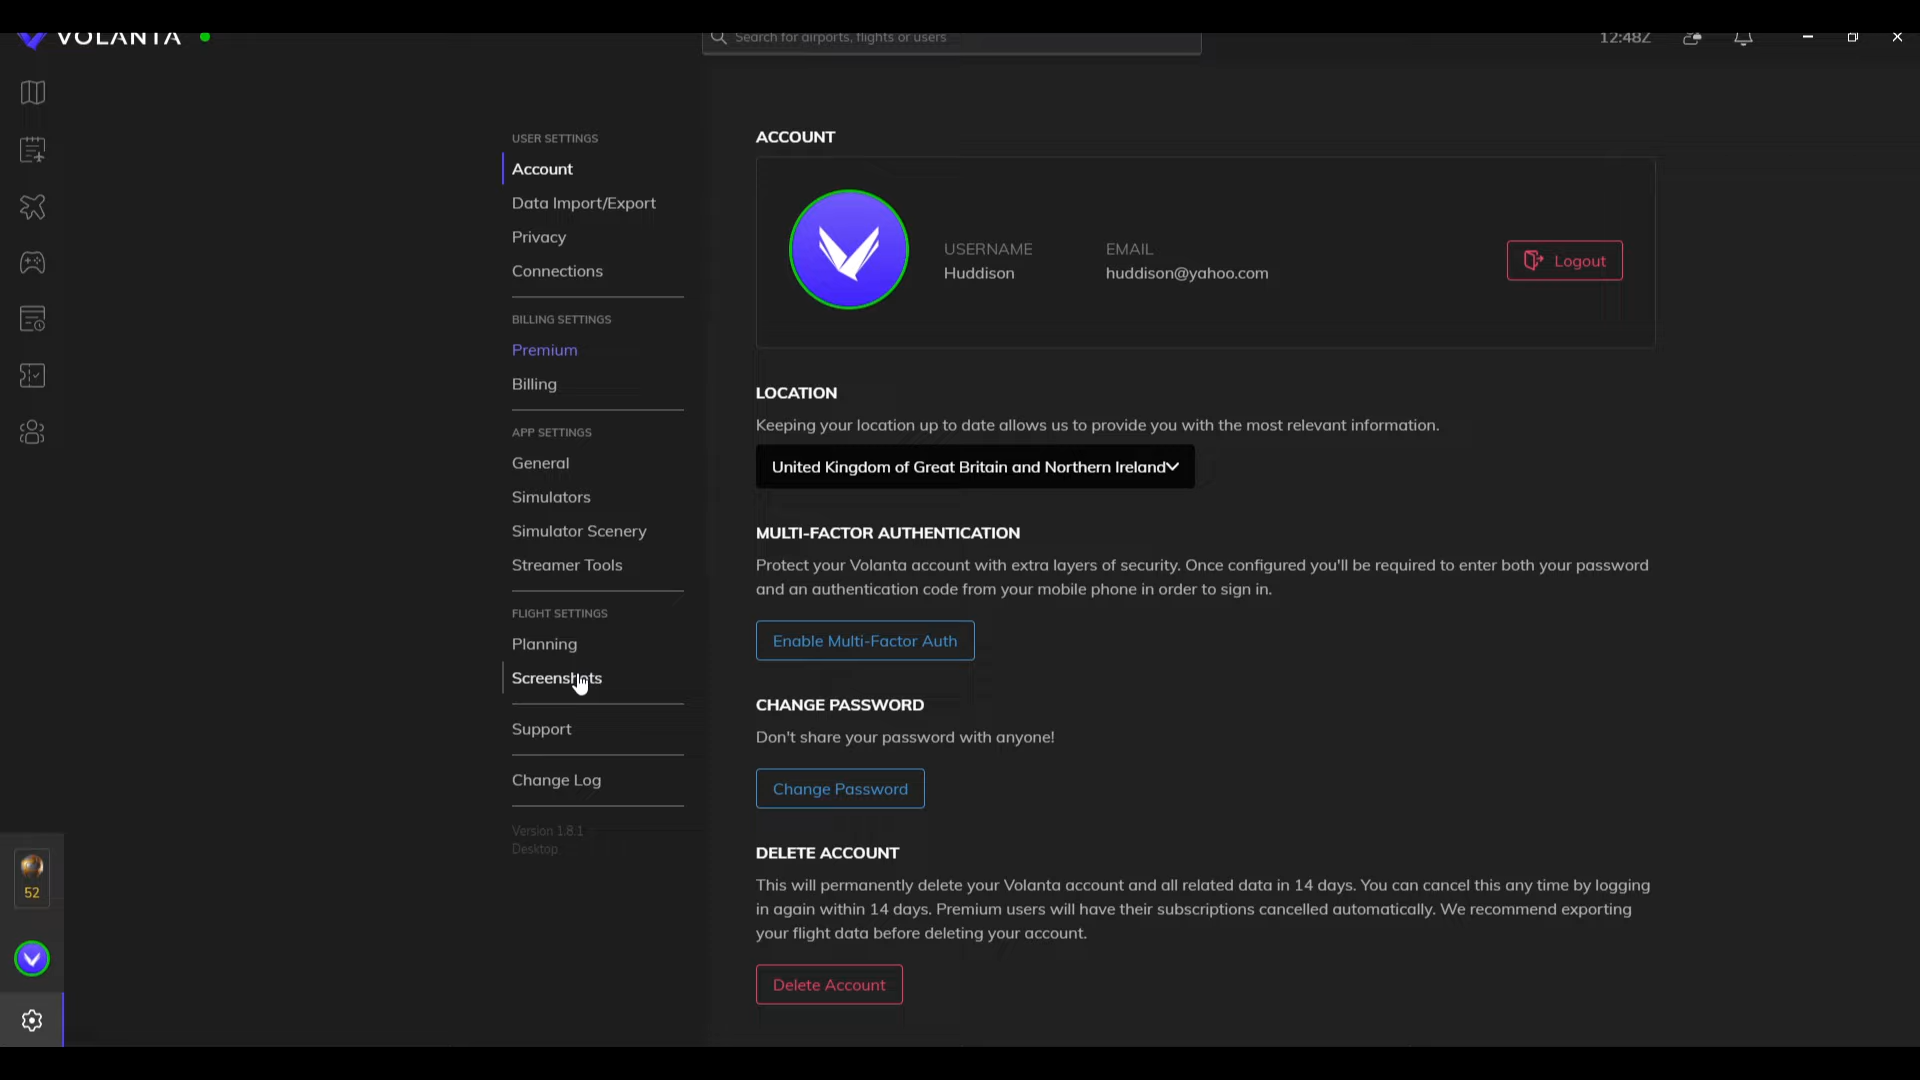 VOLANTA
Search for airports, flights or users
12:48Z
USER SETTINGS
Account
Data Import/Export
Privacy
Connections
BILLING SETTINGS
Premium
Billing
APP SETTINGS
General
Simulators
Simulator Scenery
Streamer Tools
FLIGHT SETTINGS
Planning
Screenshots
Support
Change Log
Version 1.8.1
Desktop
52
ACCOUNT
USERNAME
Huddison
EMAIL
huddison@yahoo.com
Logout
LOCATION
Keeping your location up to date allows us to provide you with the most relevant information.
United Kingdom of Great Britain and Northern Ireland
MULTI-FACTOR AUTHENTICATION
Protect your Volanta account with extra layers of security. Once configured you'll be required to enter both your password
and an authentication code from your mobile phone in order to sign in.
Enable Multi-Factor Auth
CHANGE PASSWORD
Don't share your password with anyone!
Change Password
DELETE ACCOUNT
This will permanently delete your Volanta account and all related data in 14 days. You can cancel this any time by logging
in again within 14 days. Premium users will have their subscriptions cancelled automatically. We recommend exporting
your flight data before deleting your account.
Delete Account